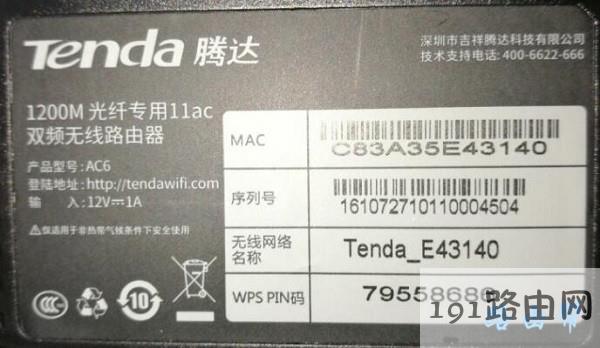 Tenda 腾达
深圳市吉祥腾达科技有限公司
技术支持电话: 400-6622-666
1200M 光纤专用11ac
双频无线路由器
产品型号: AC6
登陆地址: http://tendawifi.com
输 入: 12V⎓1A
仅适用于非热带气候条件下安全使用
10
MAC
C83A35E43140
序列号
161072710110004504
无线网络
名称
Tenda_E43140
WPS PIN码
7955868
191路由网